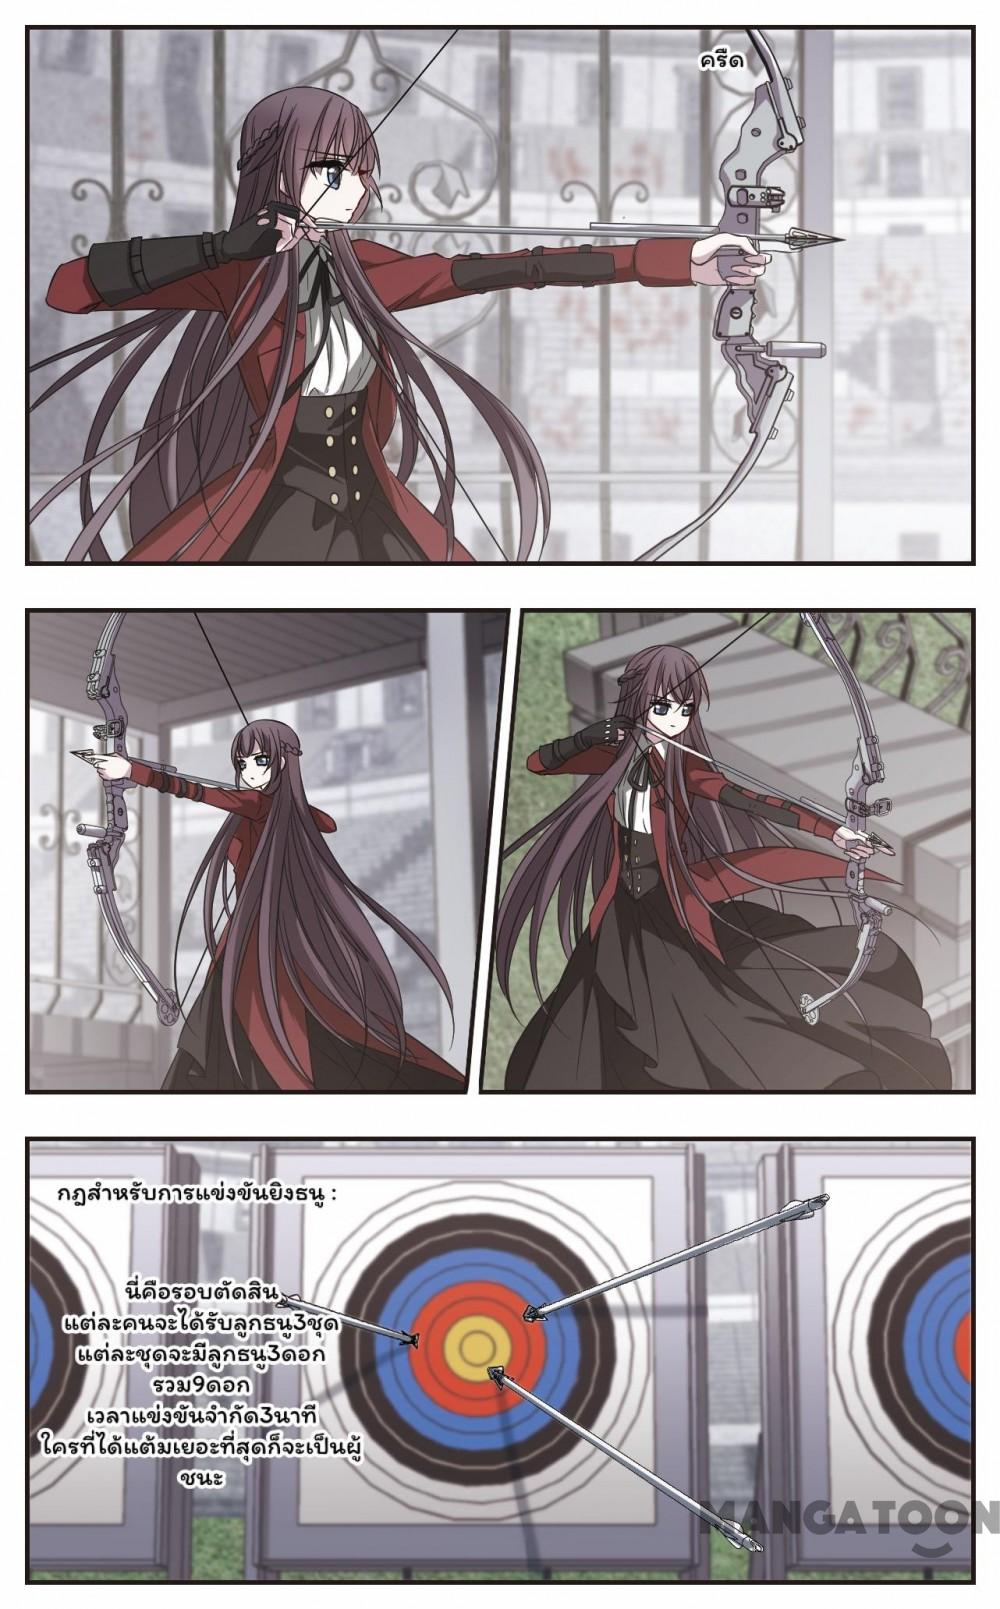 ครืด
กฎสำหรับการแข่งขันยิงธนู :
นี่คือรอบตัดสิน
แต่ละคนจะได้รับลูกธนู3ชุด
แต่ละชุดจะมีลูกธนู3ดอก
รวม9ดอก
เวลาแข่งขันจำกัด3นาที
ใครที่ได้แต้มเยอะที่สุดก็จะเป็นผู้
ชนะ
MANGATOON